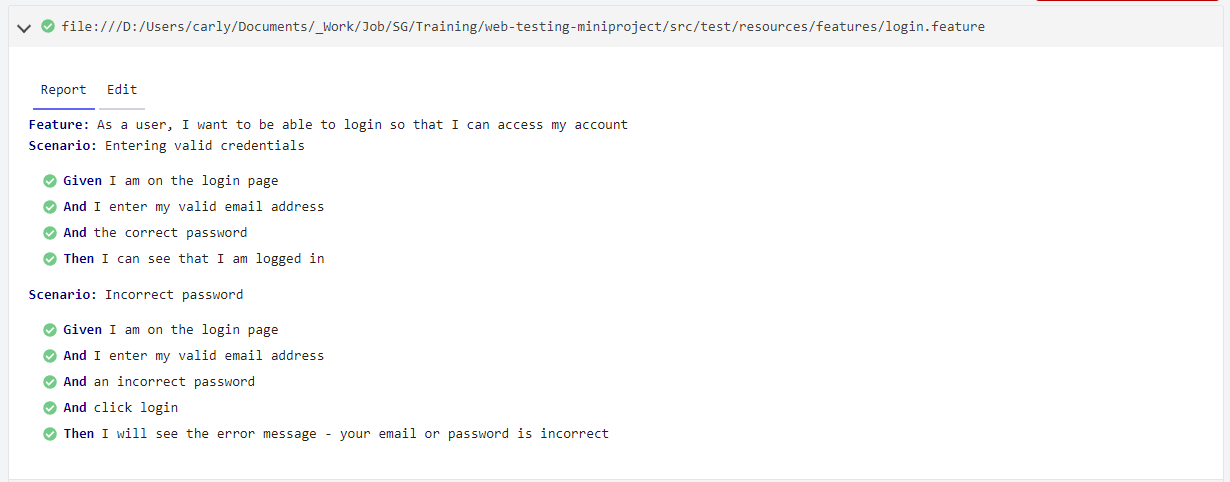 file:///D:/Users/carly/Documents/_Work/Job/SG/Training/web-testing-miniproject/src/test/resources/features/login.feature
Report Edit
Feature: As a user, I want to be able to login so that I can access my account
Scenario: Entering valid credentials
Given I am on the login page
And I enter my valid email address
And the correct password
Then I can see that I am logged in
Scenario: Incorrect password
Given I am on the login page
And I enter my valid email address
And an incorrect password
And click login
Then I will see the error message - your email or password is incorrect